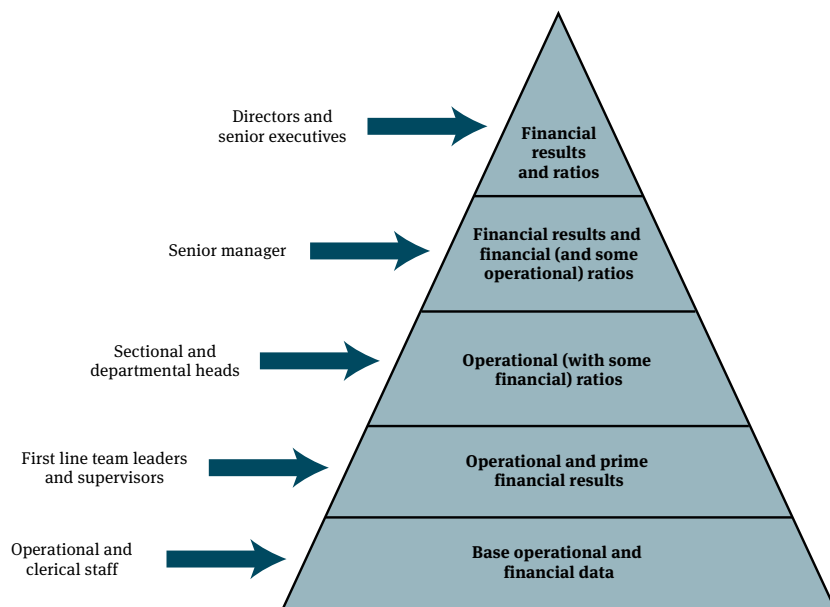 Directors and
senior executives
Financial
results
and ratios
Senior manager
Financial results and
financial (and some
operational) ratios
Sectional and
departmental heads
Operational (with some
financial) ratios
First line team leaders
and supervisors
Operational and prime
financial results
Operational and
clerical staff
Base operational and
financial data